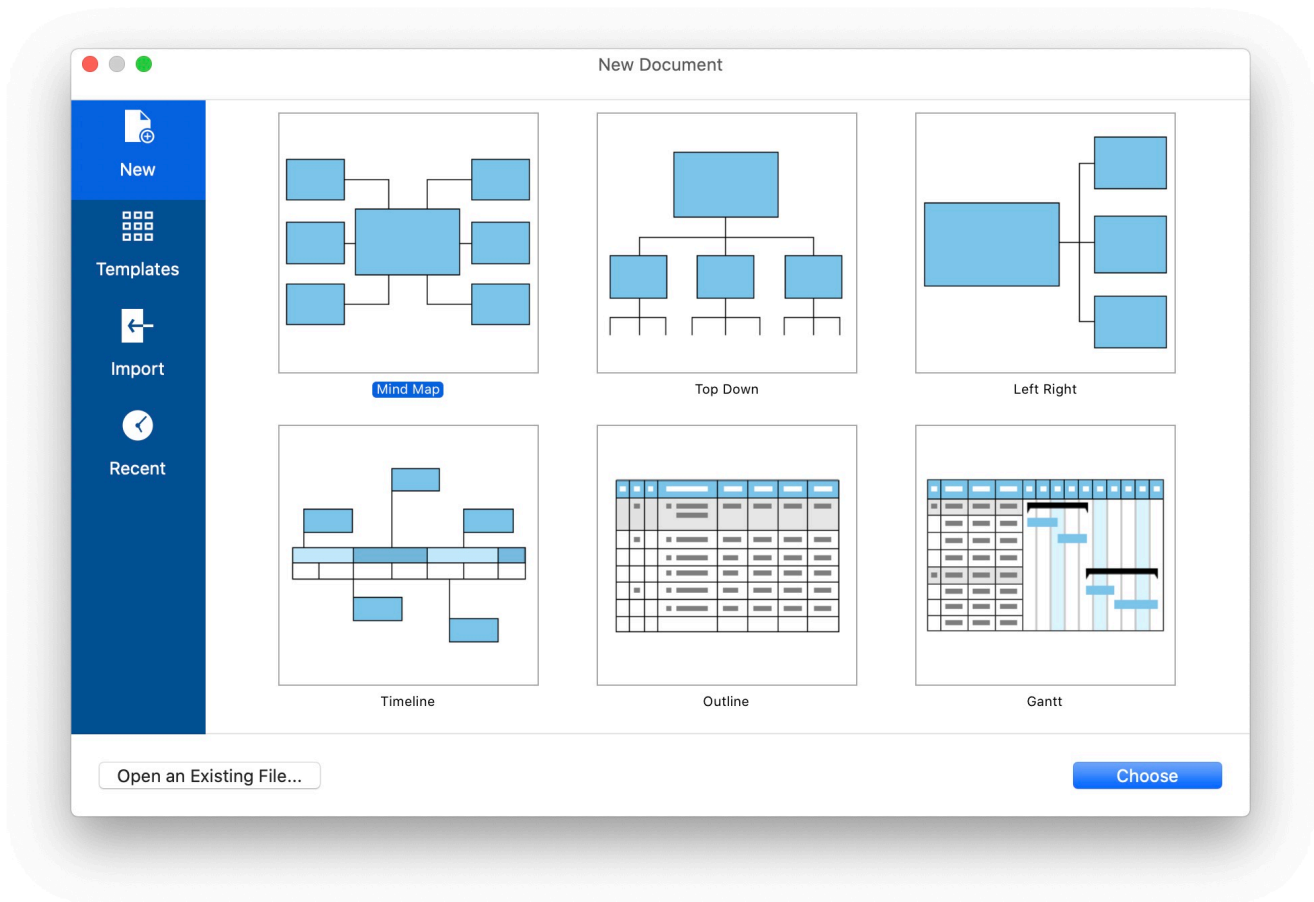 New Document
New
Templates
Import
Recent
Mind Map
Top Down
Left Right
Timeline
Outline
Gantt
Open an Existing File...
Choose